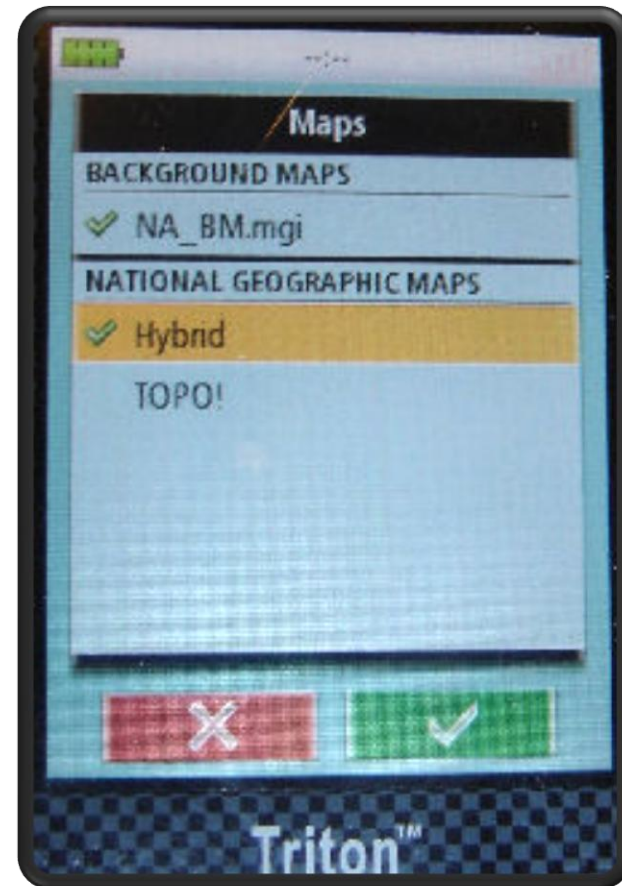 --:--
Maps
BACKGROUND MAPS
NA_BM.mgi
NATIONAL GEOGRAPHIC MAPS
Hybrid
TOPO!
Triton™